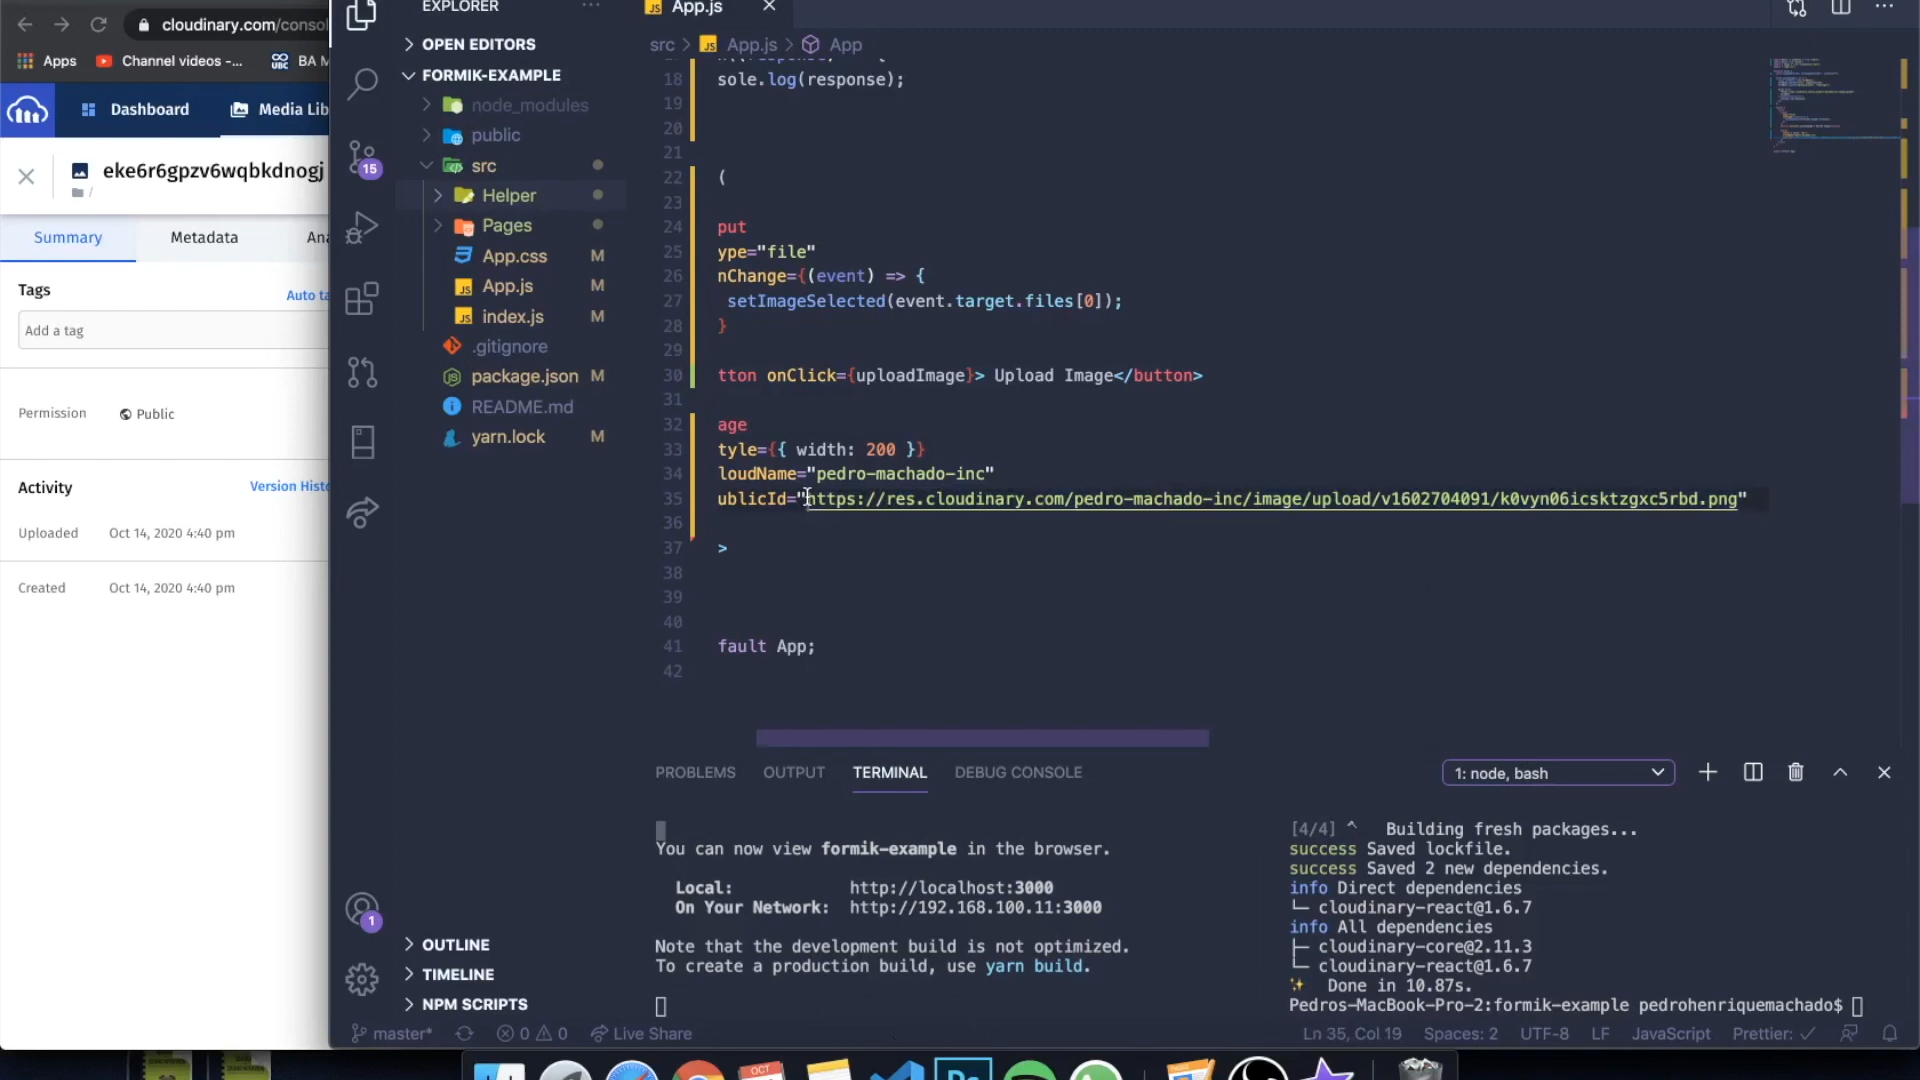 cloudinary.com/consol
Apps
Channel videos -...
BA M
Dashboard
Media Lib
eke6r6gpzv6wqbkdnogj
/
Summary
Metadata
Ana
Tags
Auto ta
Add a tag
Permission
Public
Activity
Version Histo
Uploaded
Oct 14, 2020 4:40 pm
Created
Oct 14, 2020 4:40 pm
15
1
EXPLORER
...
OPEN EDITORS
FORMIK-EXAMPLE
node_modules
public
src
Helper
Pages
App.css M
App.js M
index.js M
.gitignore
package.json M
README.md
yarn.lock M
OUTLINE
TIMELINE
NPM SCRIPTS
App.js
src > App.js > App
18 sole.log(response);
19
20
21
22 (
23
24 put
25 ype="file"
26 nChange={(event) => {
27 setImageSelected(event.target.files[0]);
28 }
29
30 tton onClick={uploadImage}> Upload Image</button>
31
32 age
33 tyle={{ width: 200 }}
34 loudName="pedro-machado-inc"
35 ublicId="https://res.cloudinary.com/pedro-machado-inc/image/upload/v1602704091/k0vyn06icsktzgxc5rbd.png"
36
37 >
38
39
40
41 fault App;
42
PROBLEMS
OUTPUT
TERMINAL
DEBUG CONSOLE
1: node, bash
You can now view formik-example in the browser.
Local: http://localhost:3000
On Your Network: http://192.168.100.11:3000
Note that the development build is not optimized.
To create a production build, use yarn build.
[4/4] ^ Building fresh packages...
success Saved lockfile.
success Saved 2 new dependencies.
info Direct dependencies
└─ cloudinary-react@1.6.7
info All dependencies
├─ cloudinary-core@2.11.3
└─ cloudinary-react@1.6.7
✨ Done in 10.87s.
Pedros-MacBook-Pro-2:formik-example pedrohenriquemachado$
master*
0
0
Live Share
Ln 35, Col 19
Spaces: 2
UTF-8
LF
JavaScript
Prettier: ✓
OCT